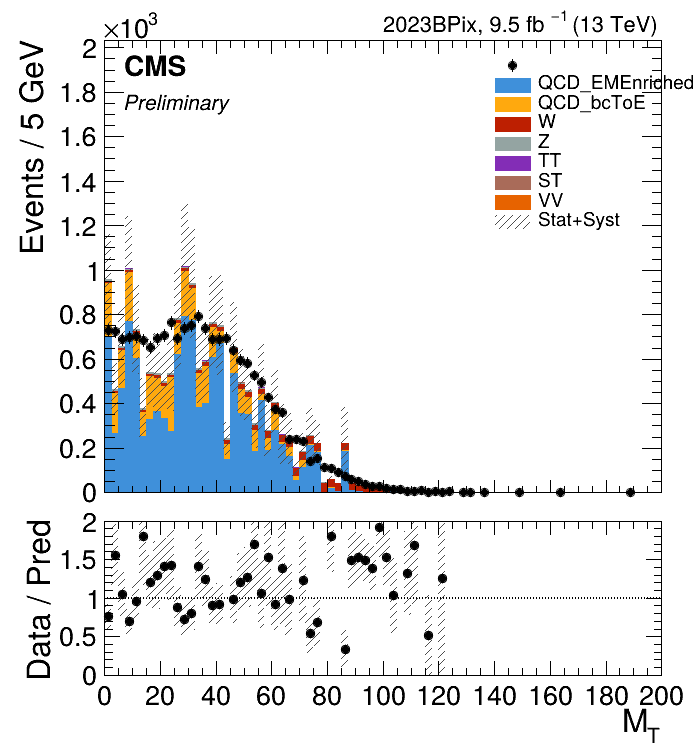 ×10³
2023BPix, 9.5 fb⁻¹ (13 TeV)
CMS
Preliminary
Events / 5 GeV
2
1.8
1.6
1.4
1.2
1
0.8
0.6
0.4
0.2
0
QCD_EMEnriched
QCD_bcToE
W
Z
TT
ST
VV
Stat+Syst
Data / Pred
2
1.5
1
0.5
0
0 20 40 60 80 100 120 140 160 180 200
M_T